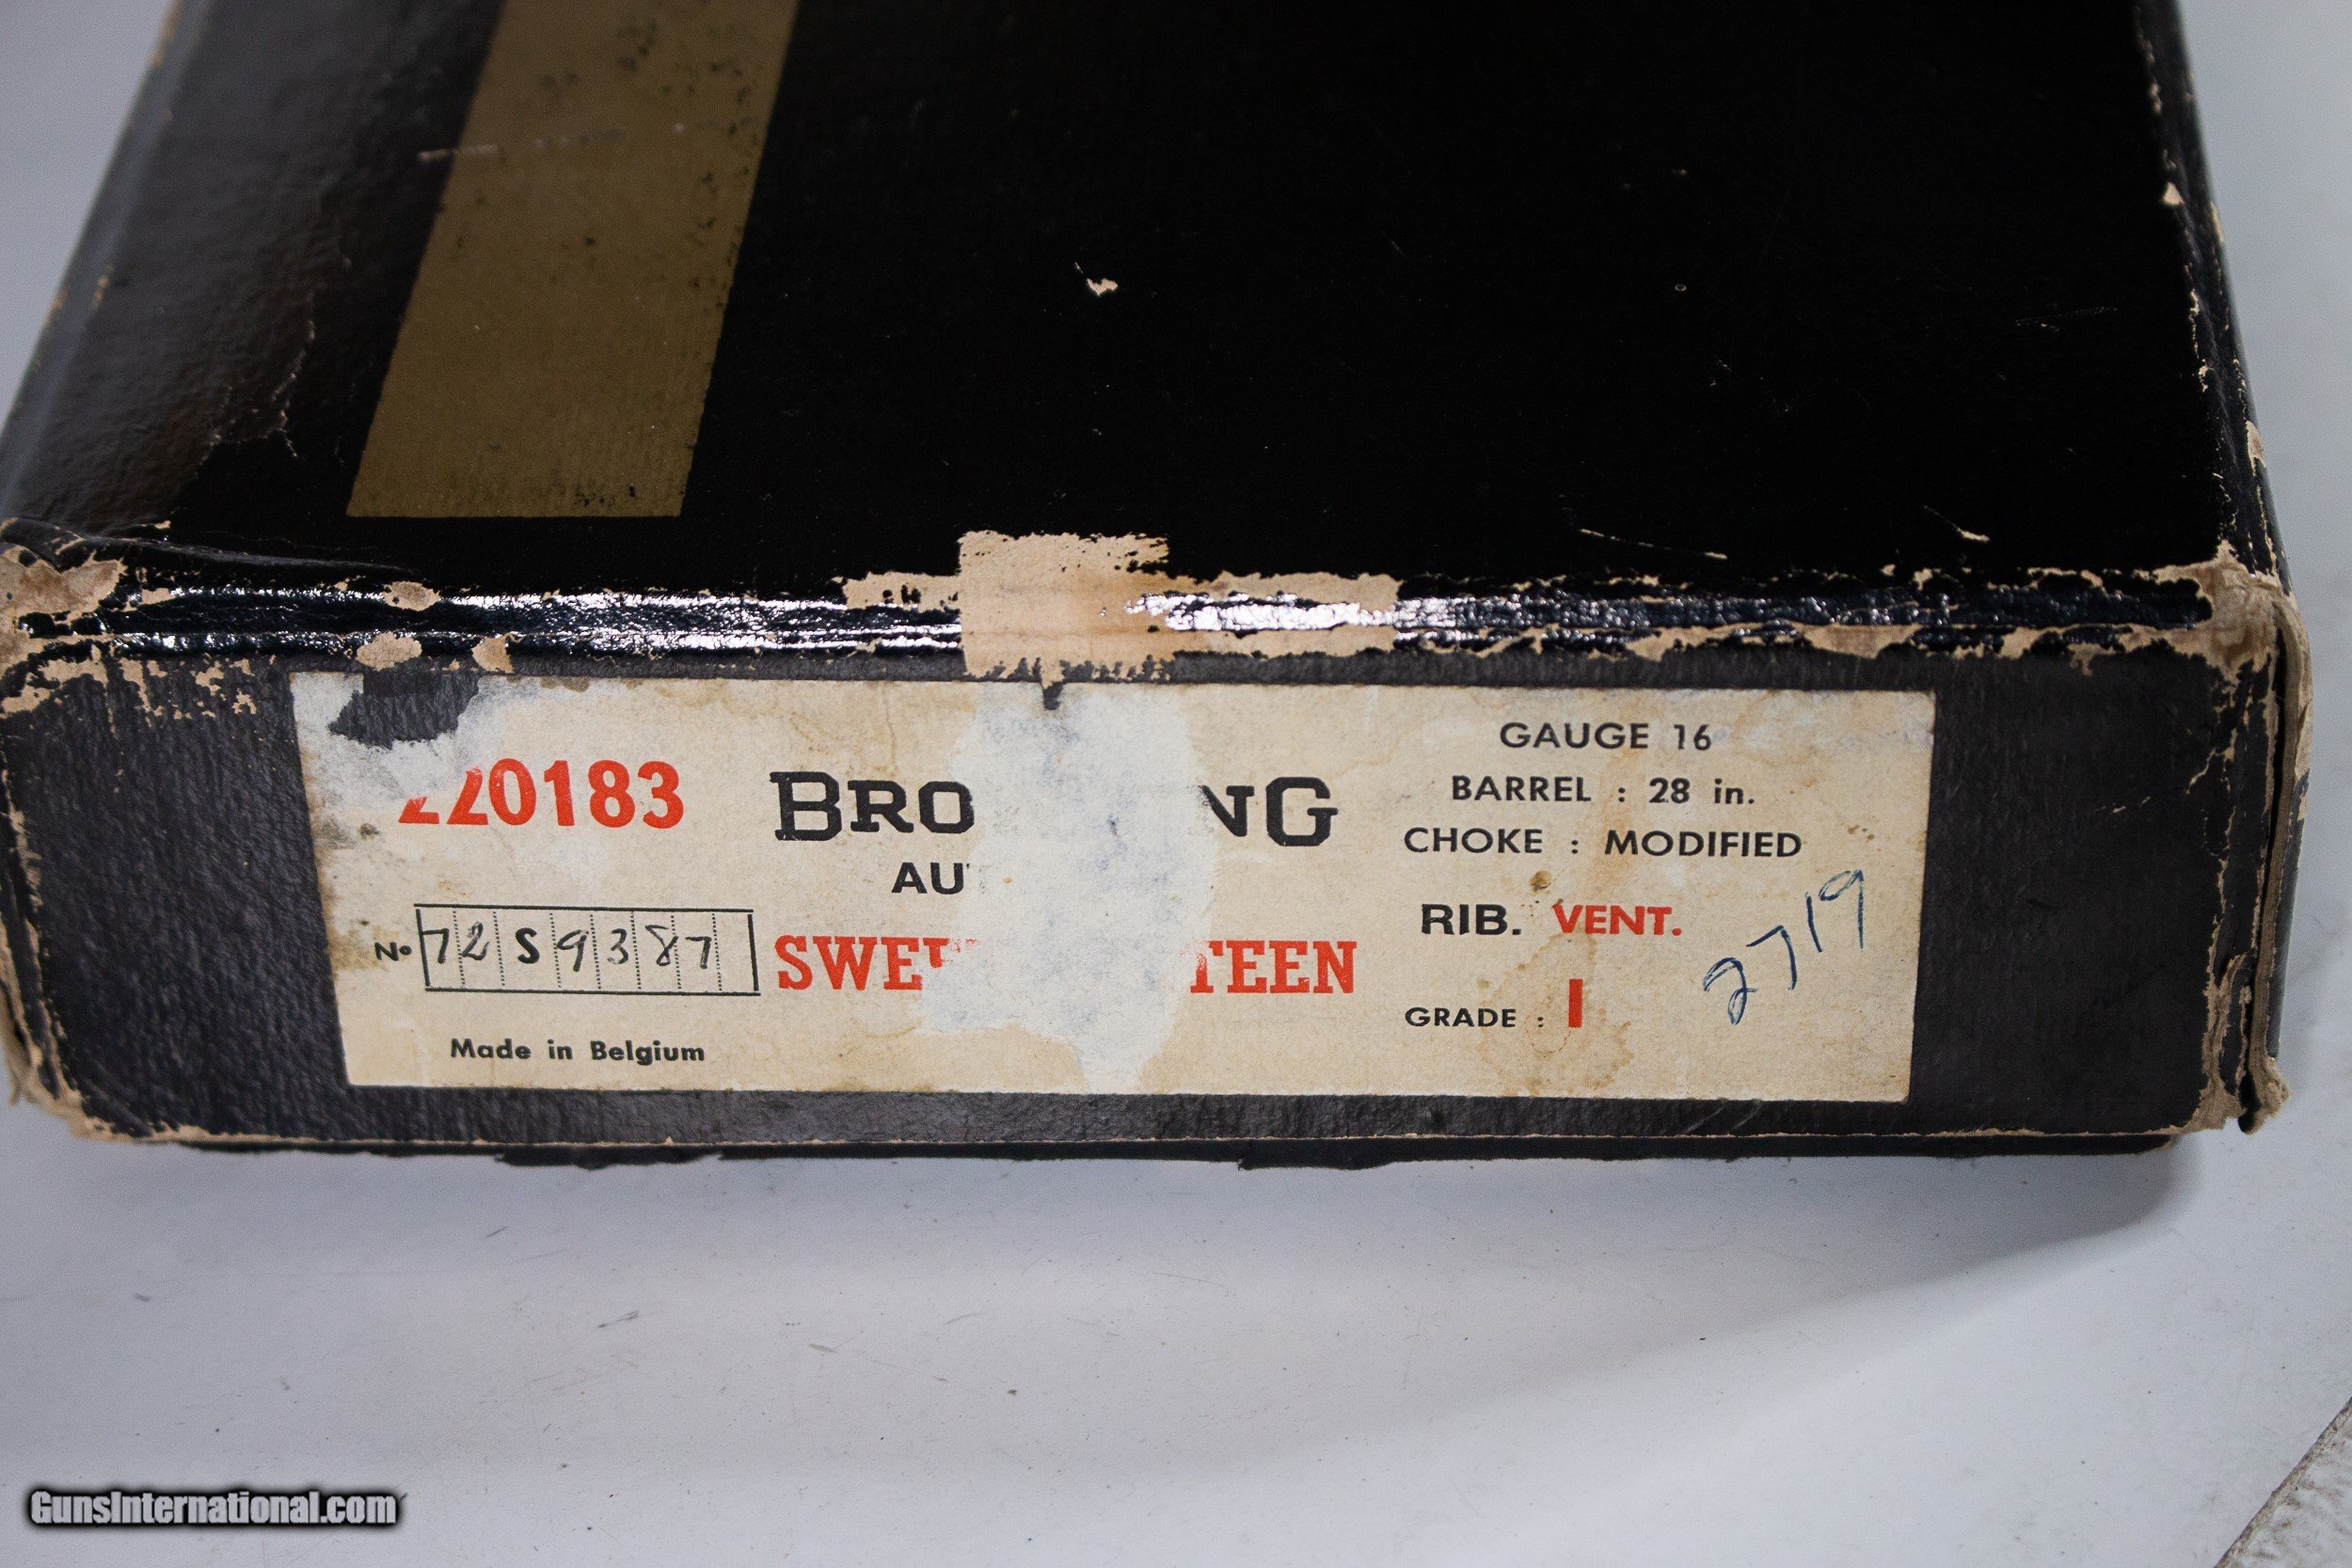 220183
No 72S9387
Made in Belgium
GAUGE 16
BARREL : 28 in.
CHOKE : MODIFIED
RIB. VENT.
GRADE : I
2719
GunsInternational.com